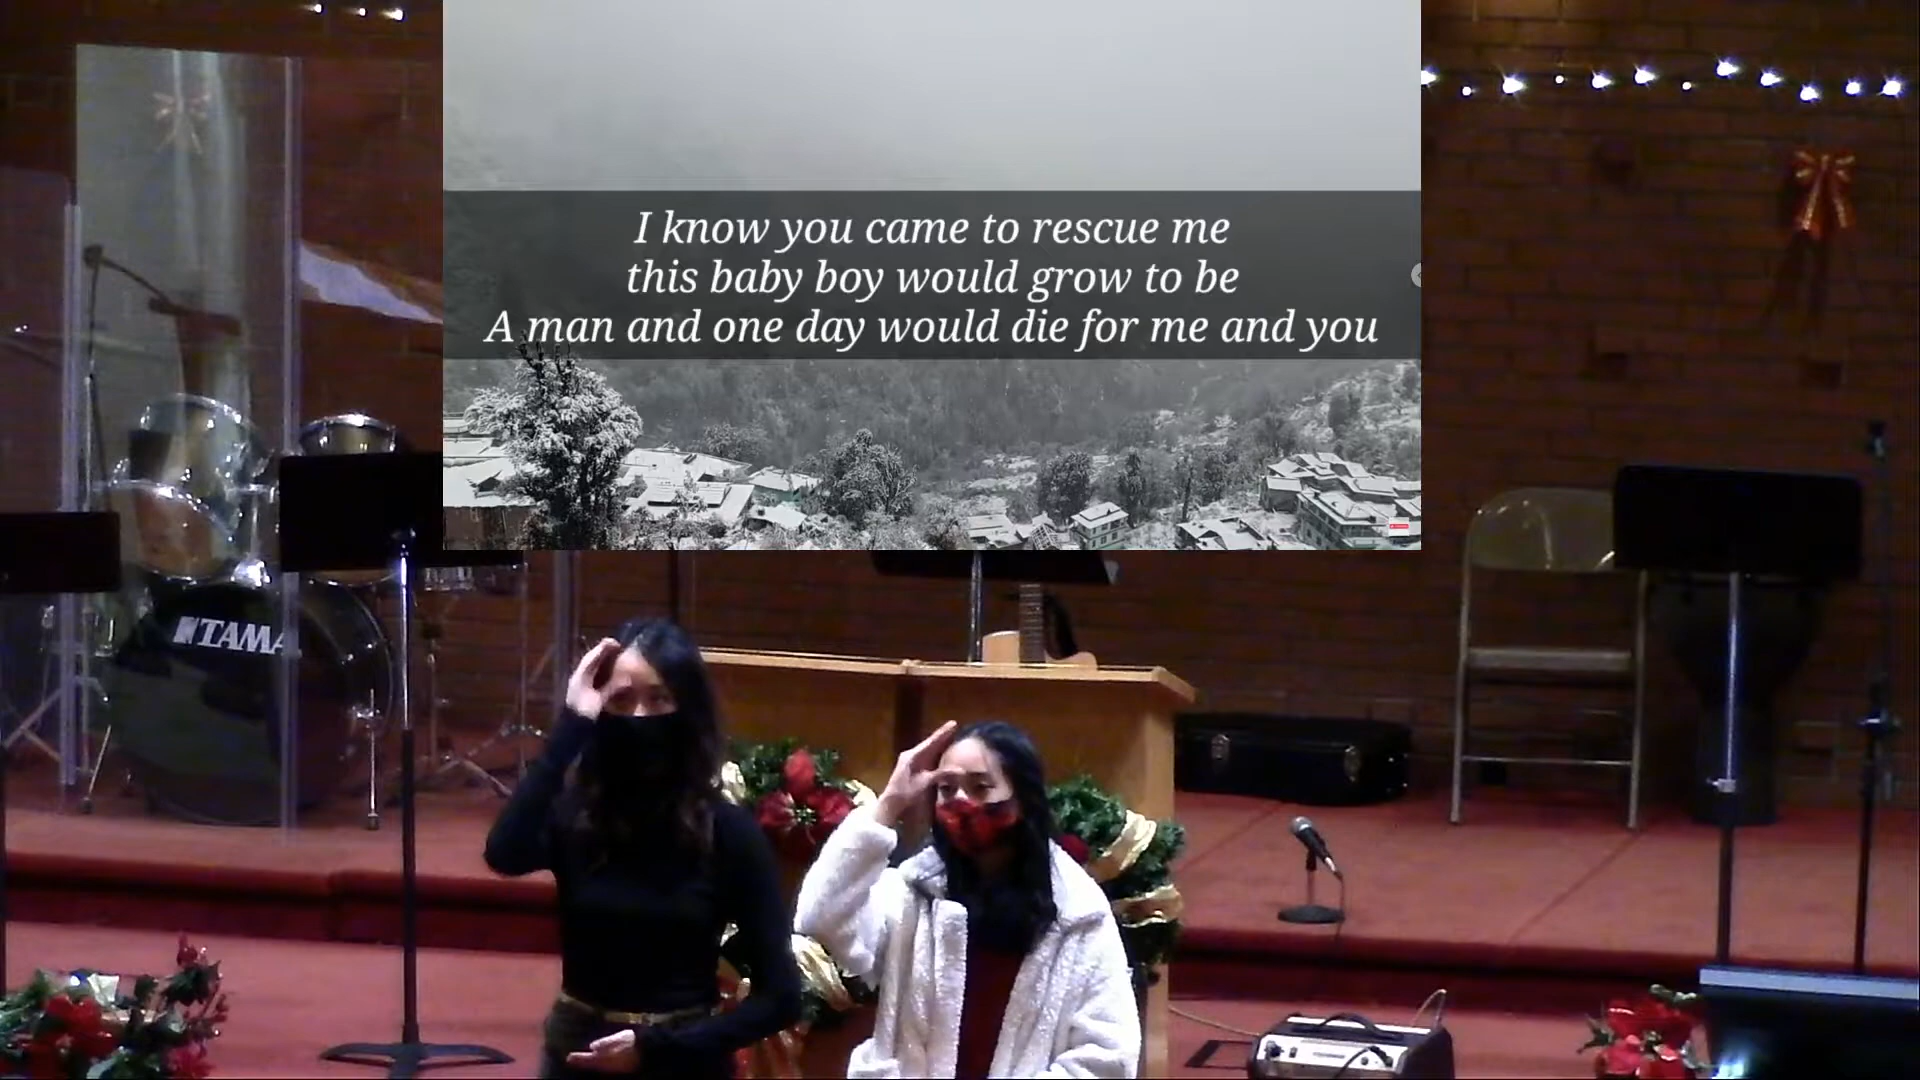 I know you came to rescue me
this baby boy would grow to be
A man and one day would die for me and you
TAMA